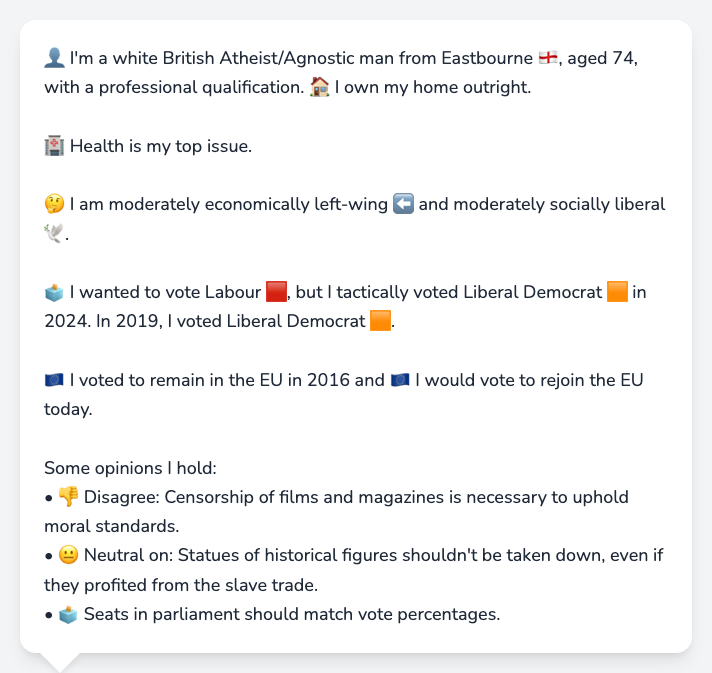 👤 I'm a white British Atheist/Agnostic man from Eastbourne 🏴󠁧󠁢󠁥󠁮󠁧󠁿, aged 74,
with a professional qualification. 🏠 I own my home outright.
🏥 Health is my top issue.
🤔 I am moderately economically left-wing ⬅️ and moderately socially liberal
🕊️.
🗳️ I wanted to vote Labour 🟥, but I tactically voted Liberal Democrat 🟧 in
2024. In 2019, I voted Liberal Democrat 🟧.
🇪🇺 I voted to remain in the EU in 2016 and 🇪🇺 I would vote to rejoin the EU
today.
Some opinions I hold:
• 👎 Disagree: Censorship of films and magazines is necessary to uphold
moral standards.
• 😐 Neutral on: Statues of historical figures shouldn't be taken down, even if
they profited from the slave trade.
• 🗳️ Seats in parliament should match vote percentages.